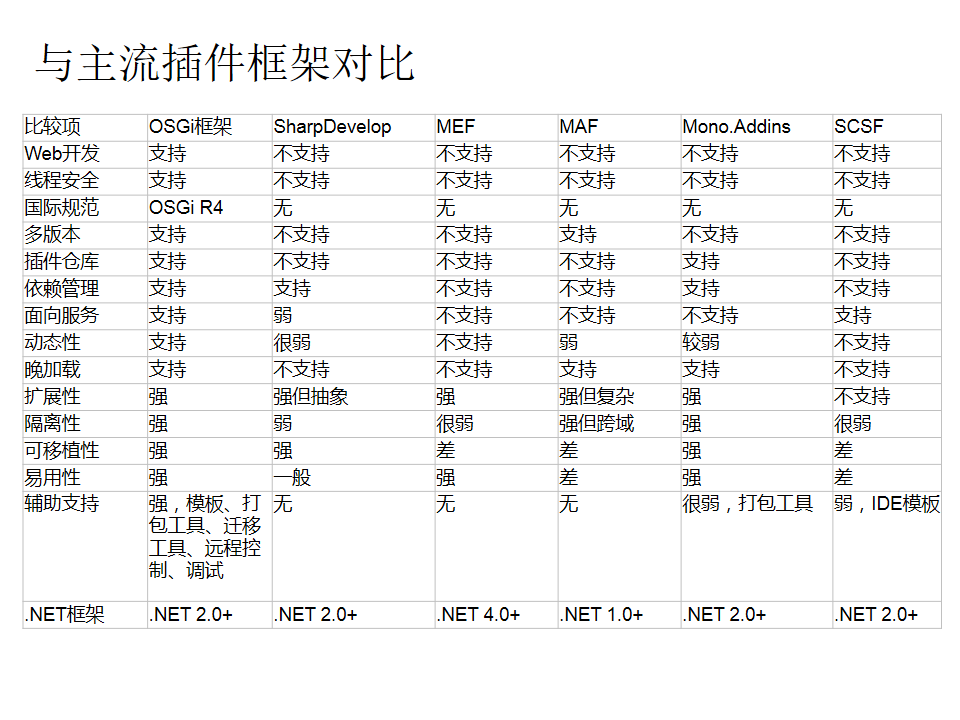 与主流插件框架对比
比较项 OSGi框架 SharpDevelop MEF MAF Mono.Addins SCSF
Web开发 支持 不支持 不支持 不支持 不支持 不支持
线程安全 支持 不支持 不支持 不支持 不支持 不支持
国际规范 OSGi R4 无 无 无 无 无
多版本 支持 不支持 不支持 支持 不支持 不支持
插件仓库 支持 不支持 不支持 不支持 支持 不支持
依赖管理 支持 支持 不支持 不支持 支持 不支持
面向服务 支持 弱 不支持 不支持 不支持 支持
动态性 支持 很弱 不支持 弱 较弱 不支持
晚加载 支持 不支持 不支持 支持 支持 不支持
扩展性 强 强但抽象 强 强但复杂 强 不支持
隔离性 强 弱 很弱 强但跨域 强 很弱
可移植性 强 强 差 差 强 差
易用性 强 一般 强 差 强 差
辅助支持 强，模板、打 无 无 无 很弱，打包工具 弱，IDE模板
包工具、迁移
工具、远程控
制、调试
.NET框架 .NET 2.0+ .NET 2.0+ .NET 4.0+ .NET 1.0+ .NET 2.0+ .NET 2.0+